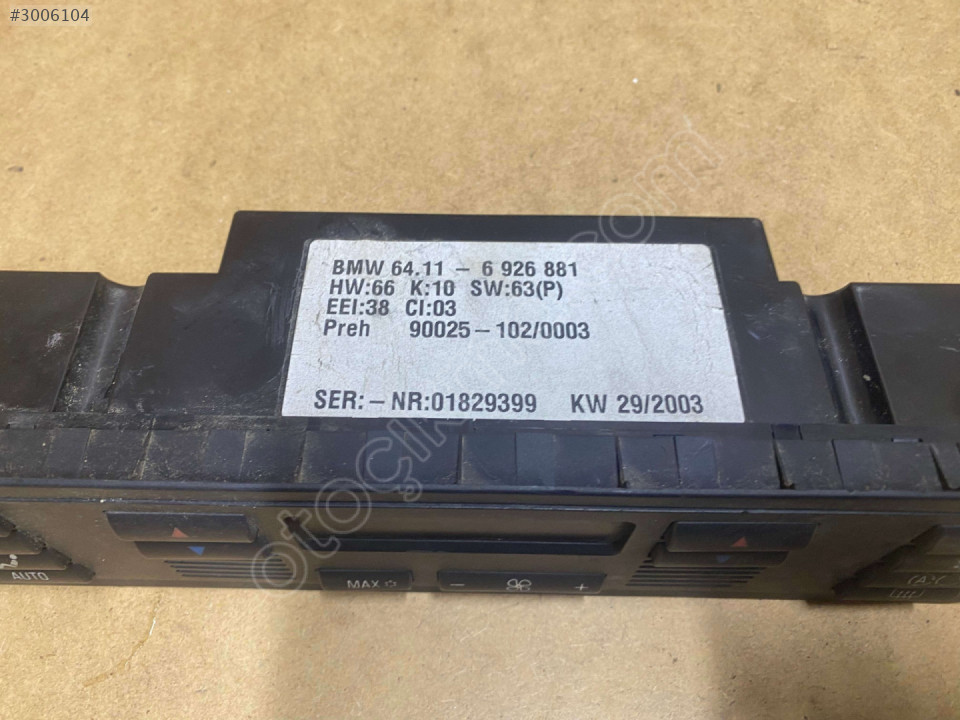 #3006104
BMW 64.11 - 6 926 881
HW:66 K:10 SW:63(P)
EEI:38 CI:03
Preh 90025-102/0003
SER:-NR:01829399 KW 29/2003
AUTO
MAX
- +
(A)